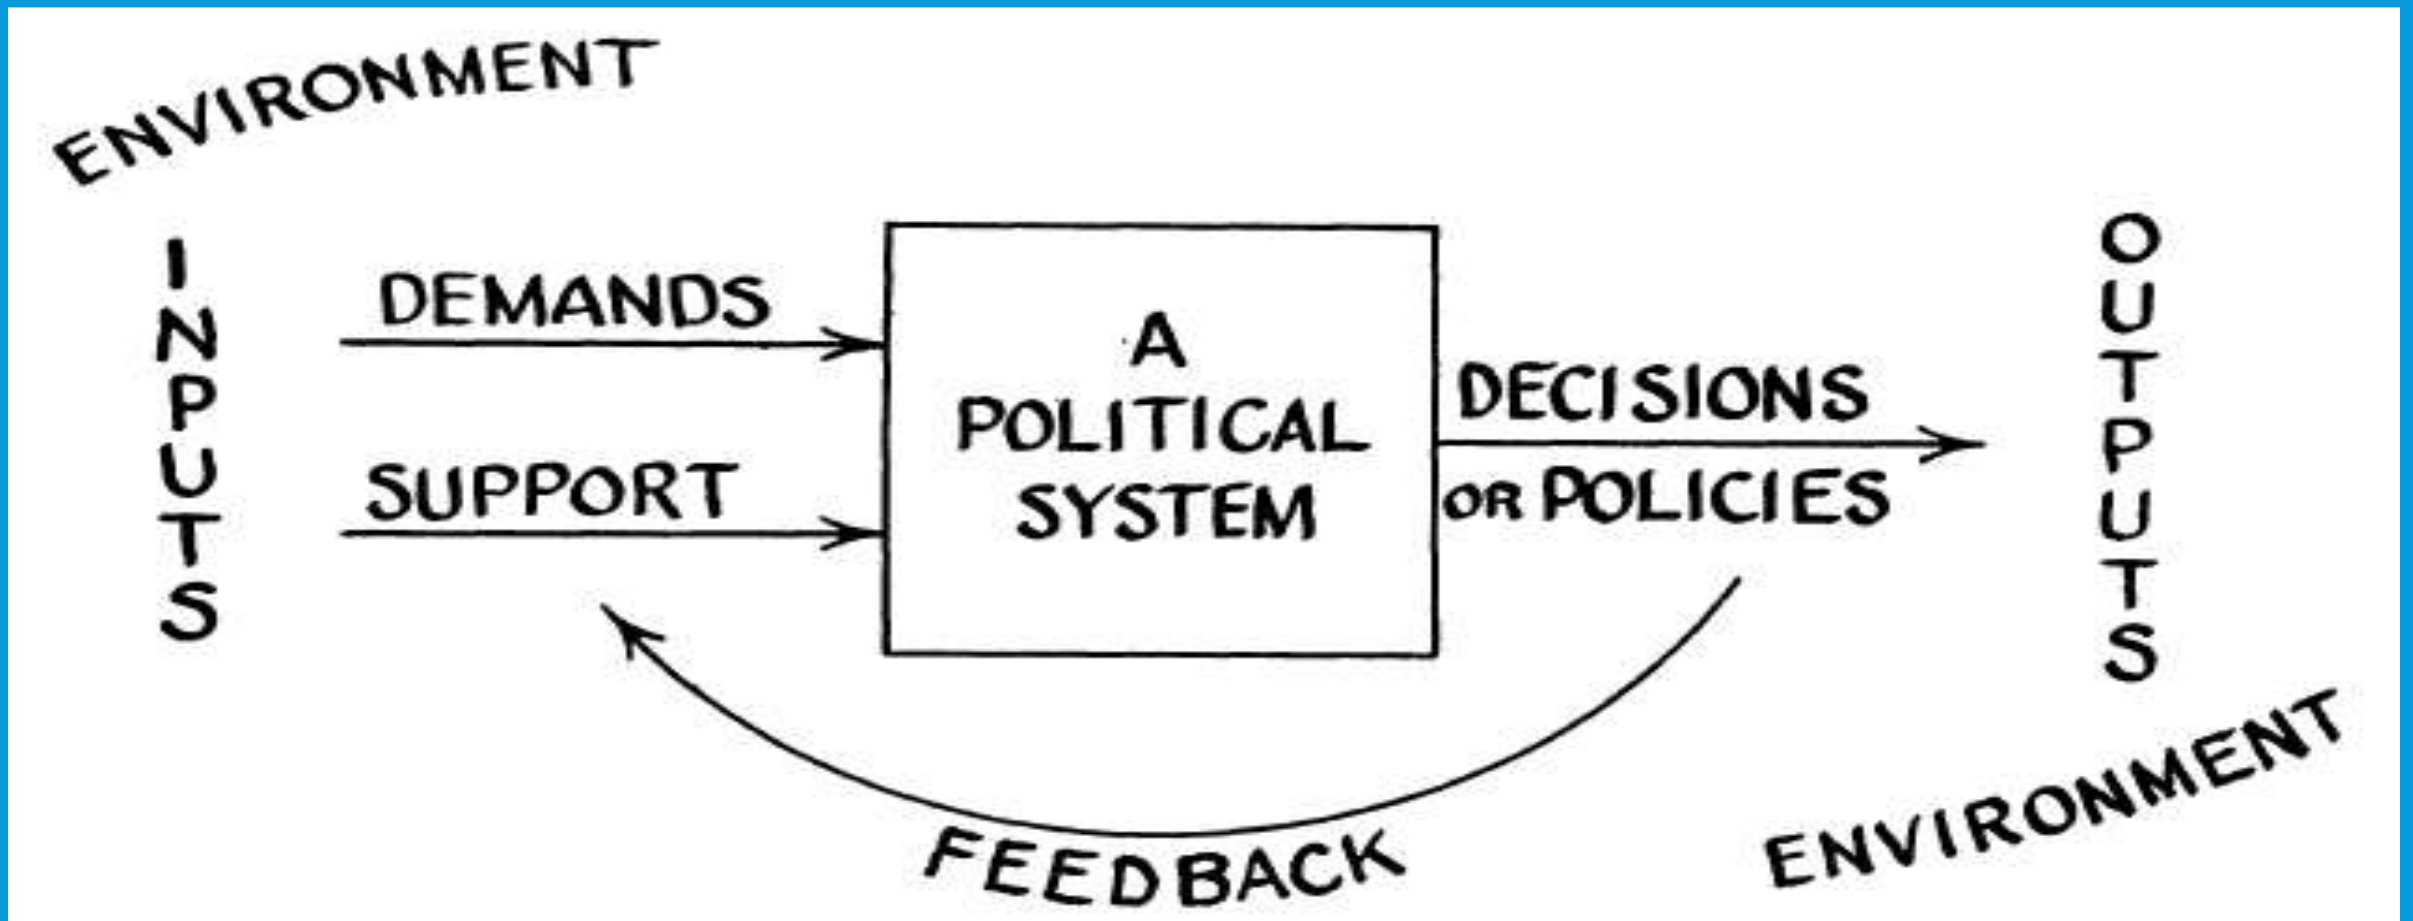 ENVIRONMENT
INPUTS
DEMANDS
SUPPORT
A
POLITICAL
SYSTEM
DECISIONS
OR POLICIES
OUTPUTS
FEEDBACK
ENVIRONMENT